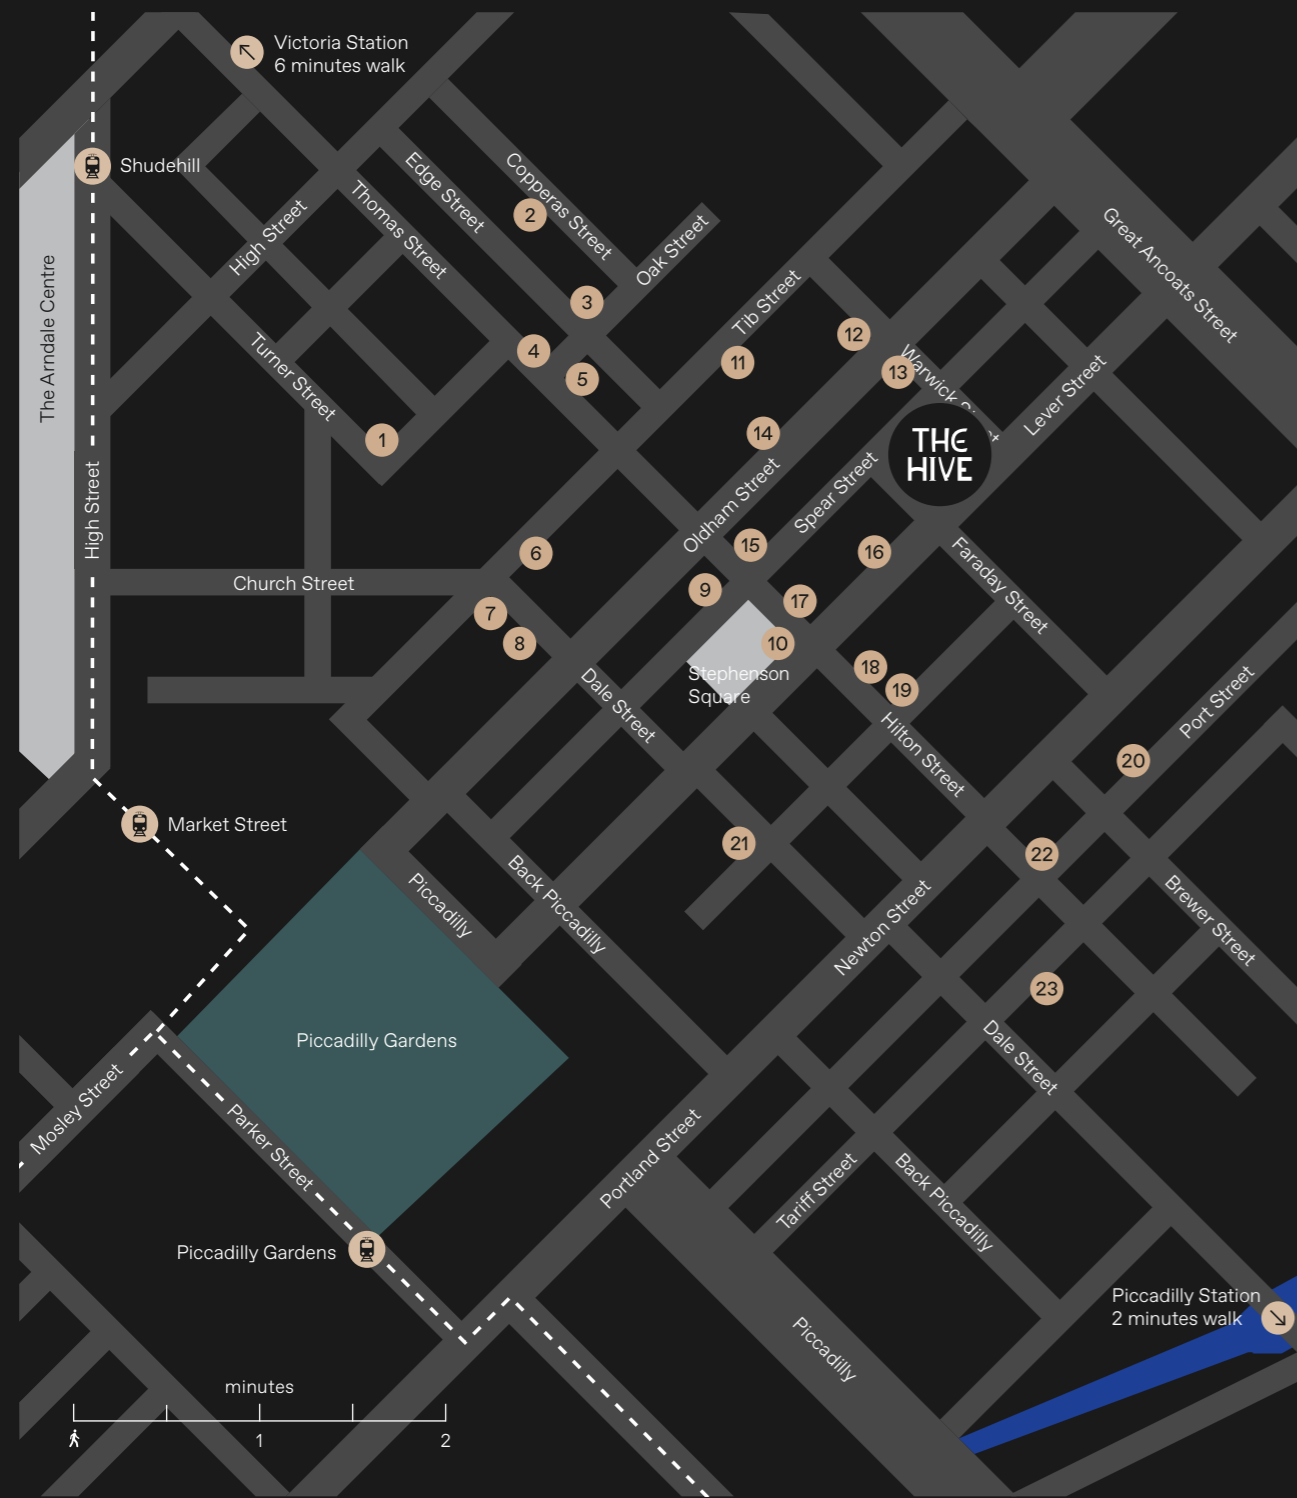 Victoria Station
6 minutes walk
Shudehill
Copperas Street
Edge Street
Thomas Street
High Street
Oak Street
2
3
4
5
1
Turner Street
The Arndale Centre
High Street
Church Street
Tib Street
Great Ancoats Street
11
12
13
Warwick
Lever Street
THE
HIVE
14
Oldham Street
Spear Street
15
16
Faraday Street
6
7
8
9
17
10
Stephenson
Square
18
19
Dale Street
Hilton Street
Port Street
20
21
22
23
Market Street
Piccadilly
Back Piccadilly
Newton Street
Brewer Street
Dale Street
Piccadilly Gardens
Mosley Street
Parker Street
Portland Street
Tariff Street
Back Piccadilly
Piccadilly Gardens
Piccadilly
Piccadilly Station
2 minutes walk
minutes
1
2